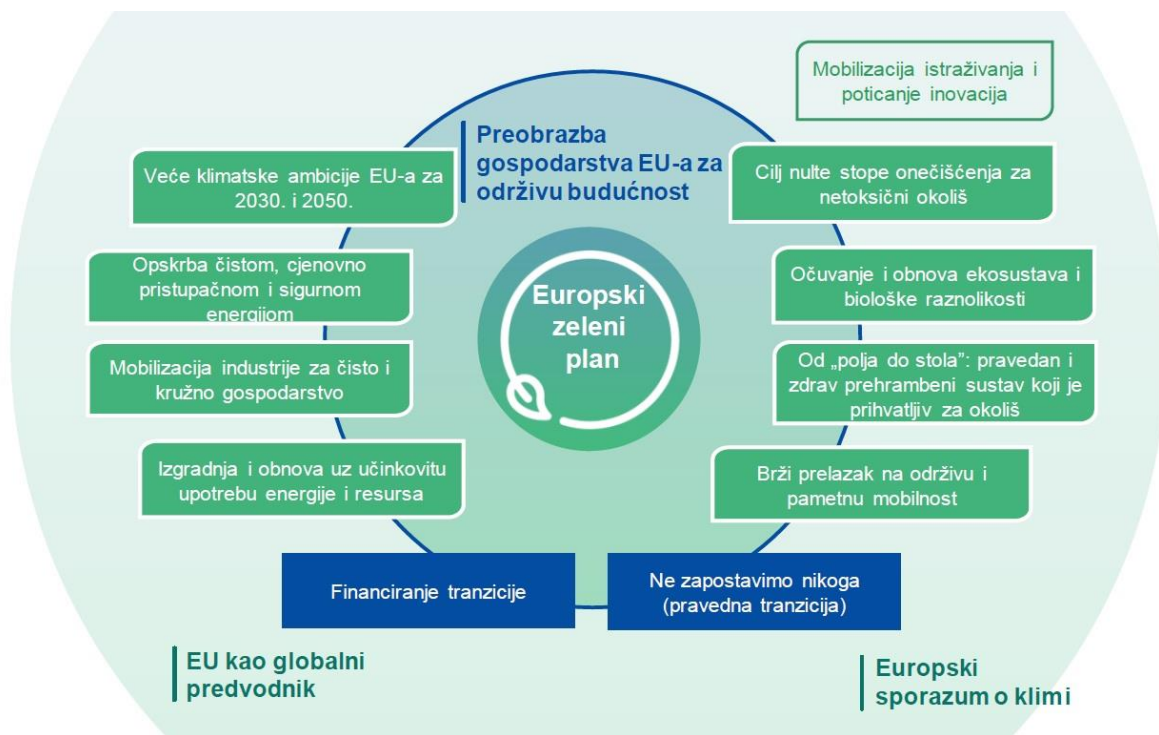 Mobilizacija istraživanja i
poticanje inovacija
Preobrazba
gospodarstva EU-a za
održivu budućnost
Veće klimatske ambicije EU-a za
2030. i 2050.
Cilj nulte stope onečišćenja za
netoksični okoliš
Opskrba čistom, cjenovno
pristupačnom i sigurnom
energijom
Europski
zeleni
plan
Očuvanje i obnova ekosustava i
biološke raznolikosti
Mobilizacija industrije za čisto i
kružno gospodarstvo
Od „polja do stola”: pravedan i
zdrav prehrambeni sustav koji je
prihvatljiv za okoliš
Izgradnja i obnova uz učinkovitu
upotrebu energije i resursa
Brži prelazak na održivu i
pametnu mobilnost
Financiranje tranzicije
Ne zapostavimo nikoga
(pravedna tranzicija)
EU kao globalni
predvodnik
Europski
sporazum o klimi